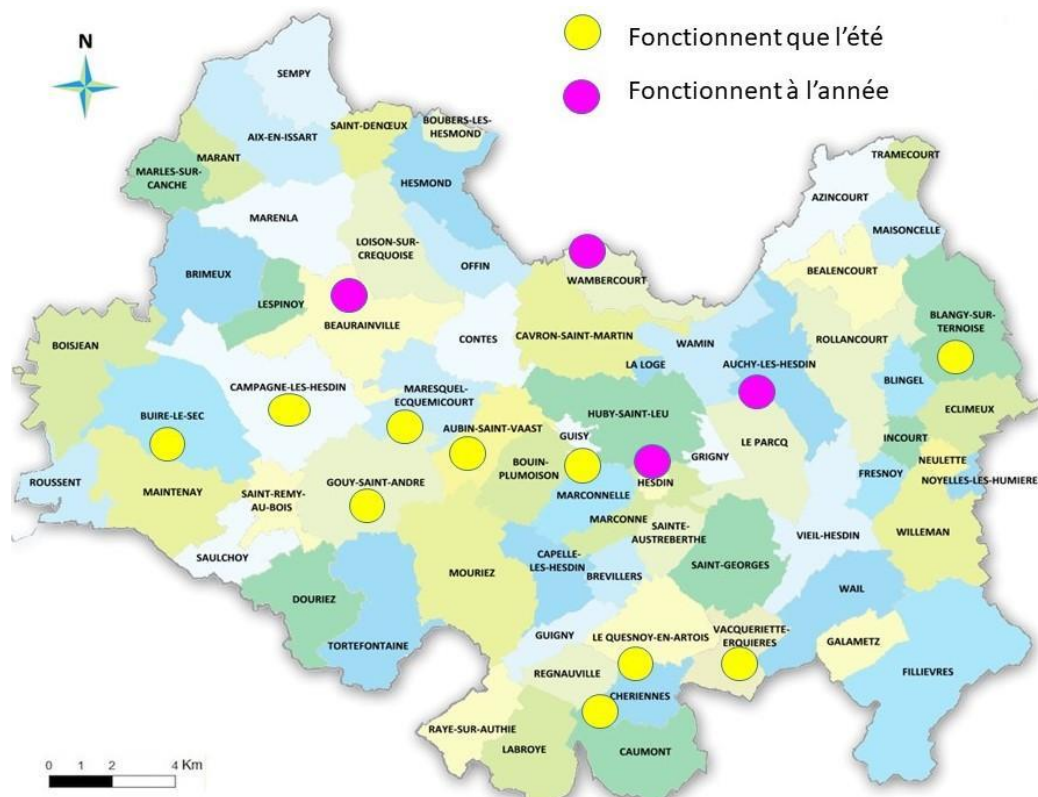 N
Fonctionnent que l'été
Fonctionnent à l'année
SEMPY
AIX-EN-ISSART
SAINT-DENŒUX
BOUBERS-LES-
HESMOND
MARANT
MARLES-SUR-
CANCHE
HESMOND
TRAMECOURT
AZINCOURT
MARENLA
MAISONCELLE
LOISON-SUR-
CREQUOISE
OFFIN
BRIMEUX
WAMBERCOURT
BEALENCOURT
LESPINOY
BEAURAINVILLE
BLANGY-SUR-
TERNOISE
BOISJEAN
CONTES
CAVRON-SAINT-MARTIN
WAMIN
ROLLANCOURT
LA LOGE
AUCHY-LES-HESDIN
CAMPAGNE-LES-HESDIN
MARESQUEL-
ECQUEMICOURT
BLINGEL
BUIRE-LE-SEC
HUBY-SAINT-LEU
ECLIMEUX
AUBIN-SAINT-VAAST
GUISY
LE PARCQ
INCOURT
BOUIN-
PLUMOISON
GRIGNY
NEULETTE
ROUSSENT
MAINTENAY
SAINT-REMY-
AU-BOIS
GOUY-SAINT-ANDRE
HESDIN
FRESNOY
NOYELLES-LES-HUMIERE
MARCONNELLE
MARCONNE
SAINTE-
AUSTREBERTHE
VIEIL-HESDIN
WILLEMAN
SAULCHOY
CAPELLE-
LES-HESDIN
BREVILLERS
SAINT-GEORGES
MOURIEZ
WAIL
DOURIEZ
TORTEFONTAINE
GUIGNY
LE QUESNOY-EN-ARTOIS
VACQUERIETTE-
ERQUIERES
GALAMETZ
FILLIEVRES
REGNAUVILLE
CHERIENNES
RAYE-SUR-AUTHIE
LABROYE
CAUMONT
0 1 2 4 Km